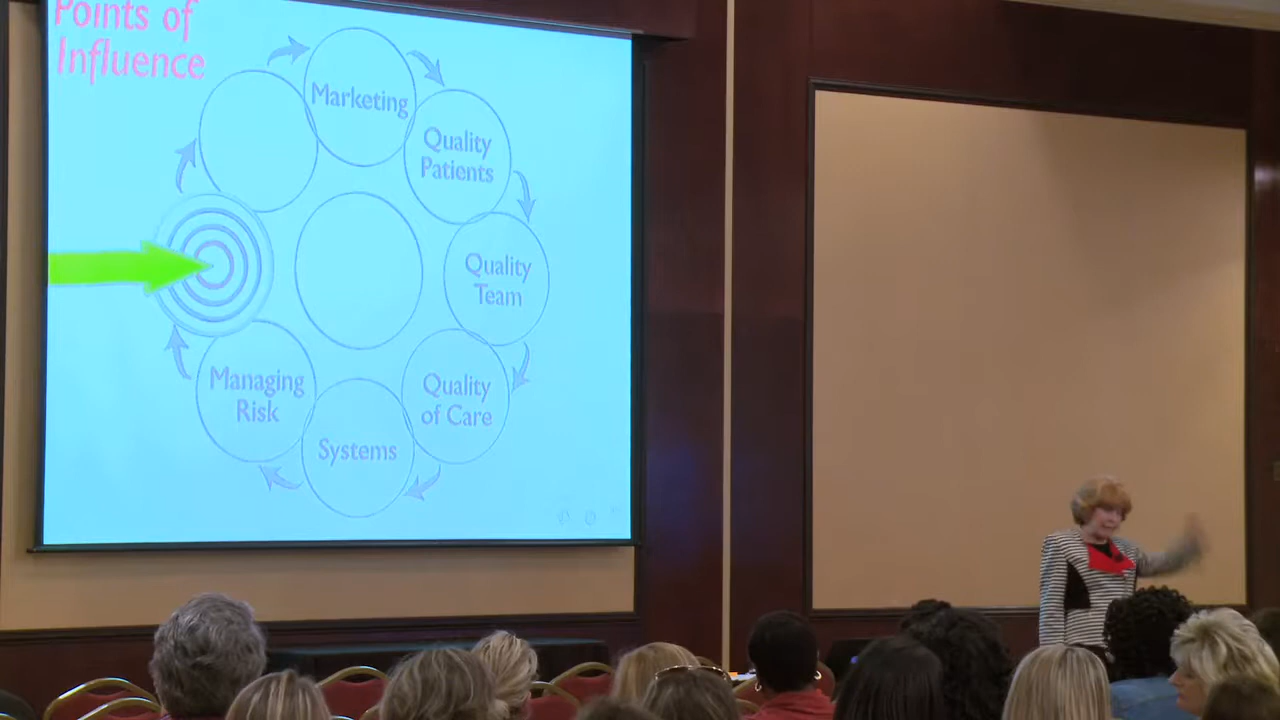 Points of
Influence
Marketing
Quality
Patients
Quality
Team
Quality
of Care
Systems
Managing
Risk